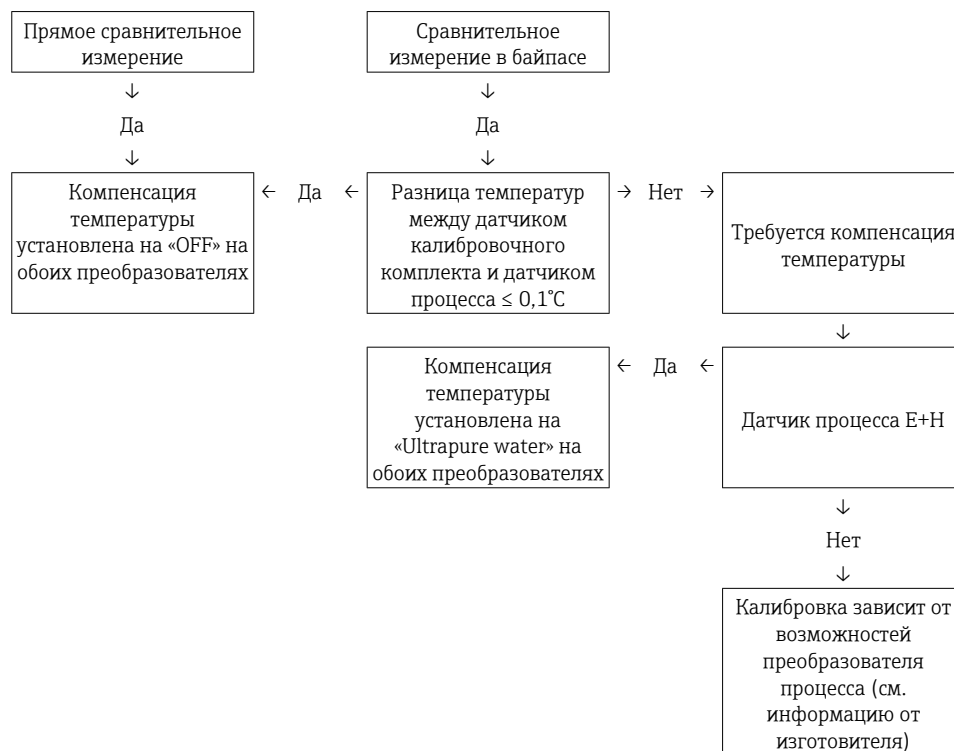 Прямое сравнительное
измерение
Сравнительное
измерение в байпасе
↓
↓
Да
Да
↓
↓
Компенсация
температуры
установлена на «OFF» на
обоих преобразователях
← Да ←
Разница температур
между датчиком
калибровочного
комплекта и датчиком
процесса ≤ 0,1°C
→ Нет →
Требуется компенсация
температуры
↓
Компенсация
температуры
установлена на
«Ultrapure water» на
обоих преобразователях
← Да ←
Датчик процесса E+H
↓
Нет
↓
Калибровка зависит от
возможностей
преобразователя
процесса (см.
информацию от
изготовителя)